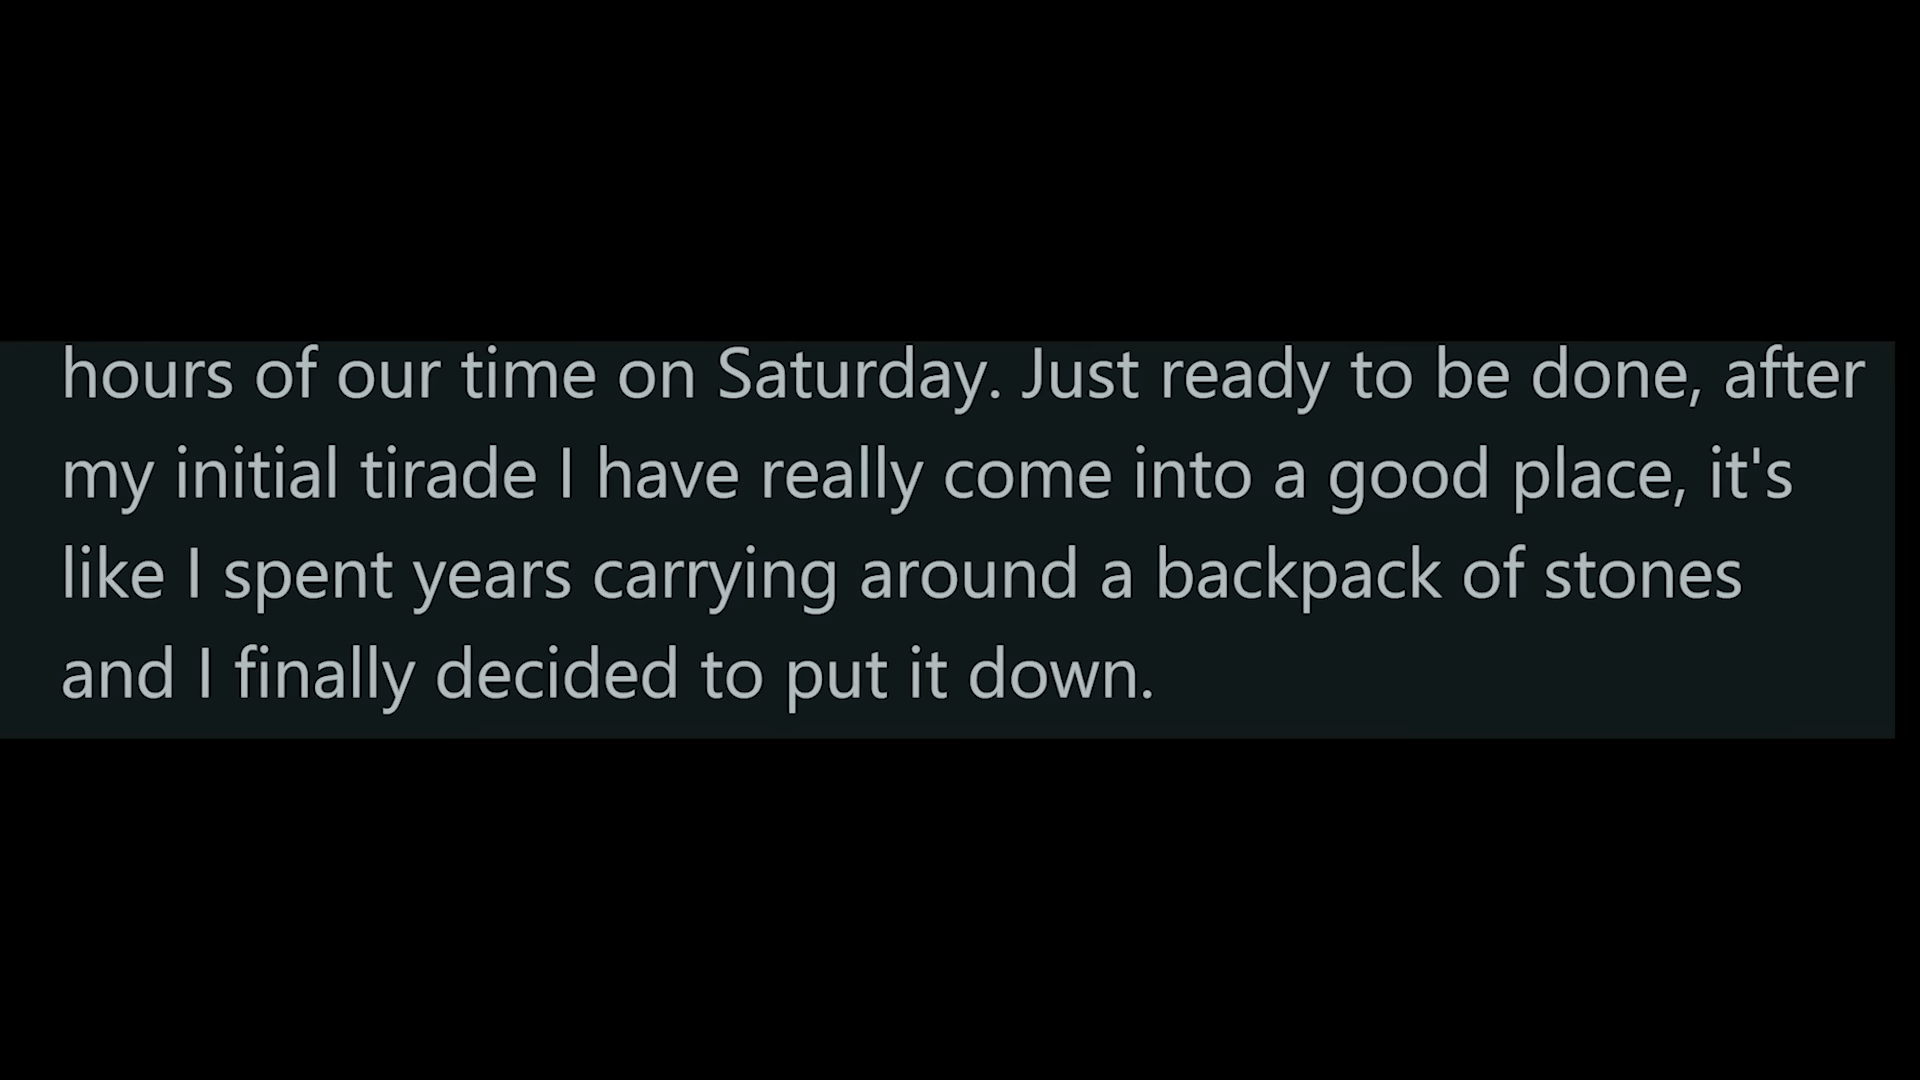 hours of our time on Saturday. Just ready to be done, after
my initial tirade I have really come into a good place, it's
like I spent years carrying around a backpack of stones
and I finally decided to put it down.